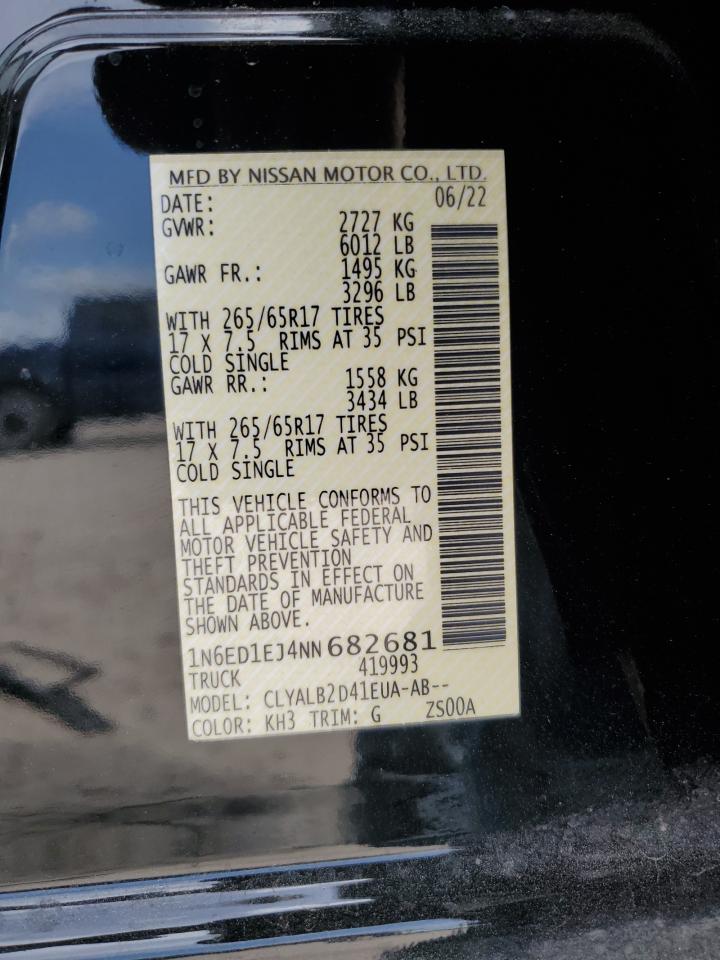 MFD BY NISSAN MOTOR CO., LTD.
DATE: 06/22
GVWR: 2727 KG
6012 LB
GAWR FR.: 1495 KG
3296 LB
WITH 265/65R17 TIRES
17 X 7.5 RIMS AT 35 PSI
COLD SINGLE
GAWR RR.: 1558 KG
3434 LB
WITH 265/65R17 TIRES
17 X 7.5 RIMS AT 35 PSI
COLD SINGLE
THIS VEHICLE CONFORMS TO
ALL APPLICABLE FEDERAL
MOTOR VEHICLE SAFETY AND
THEFT PREVENTION
STANDARDS IN EFFECT ON
THE DATE OF MANUFACTURE
SHOWN ABOVE.
1N6ED1EJ4NN682681
TRUCK 419993
MODEL: CLYALB2D41EUA-AB--
COLOR: KH3 TRIM: G ZS00A